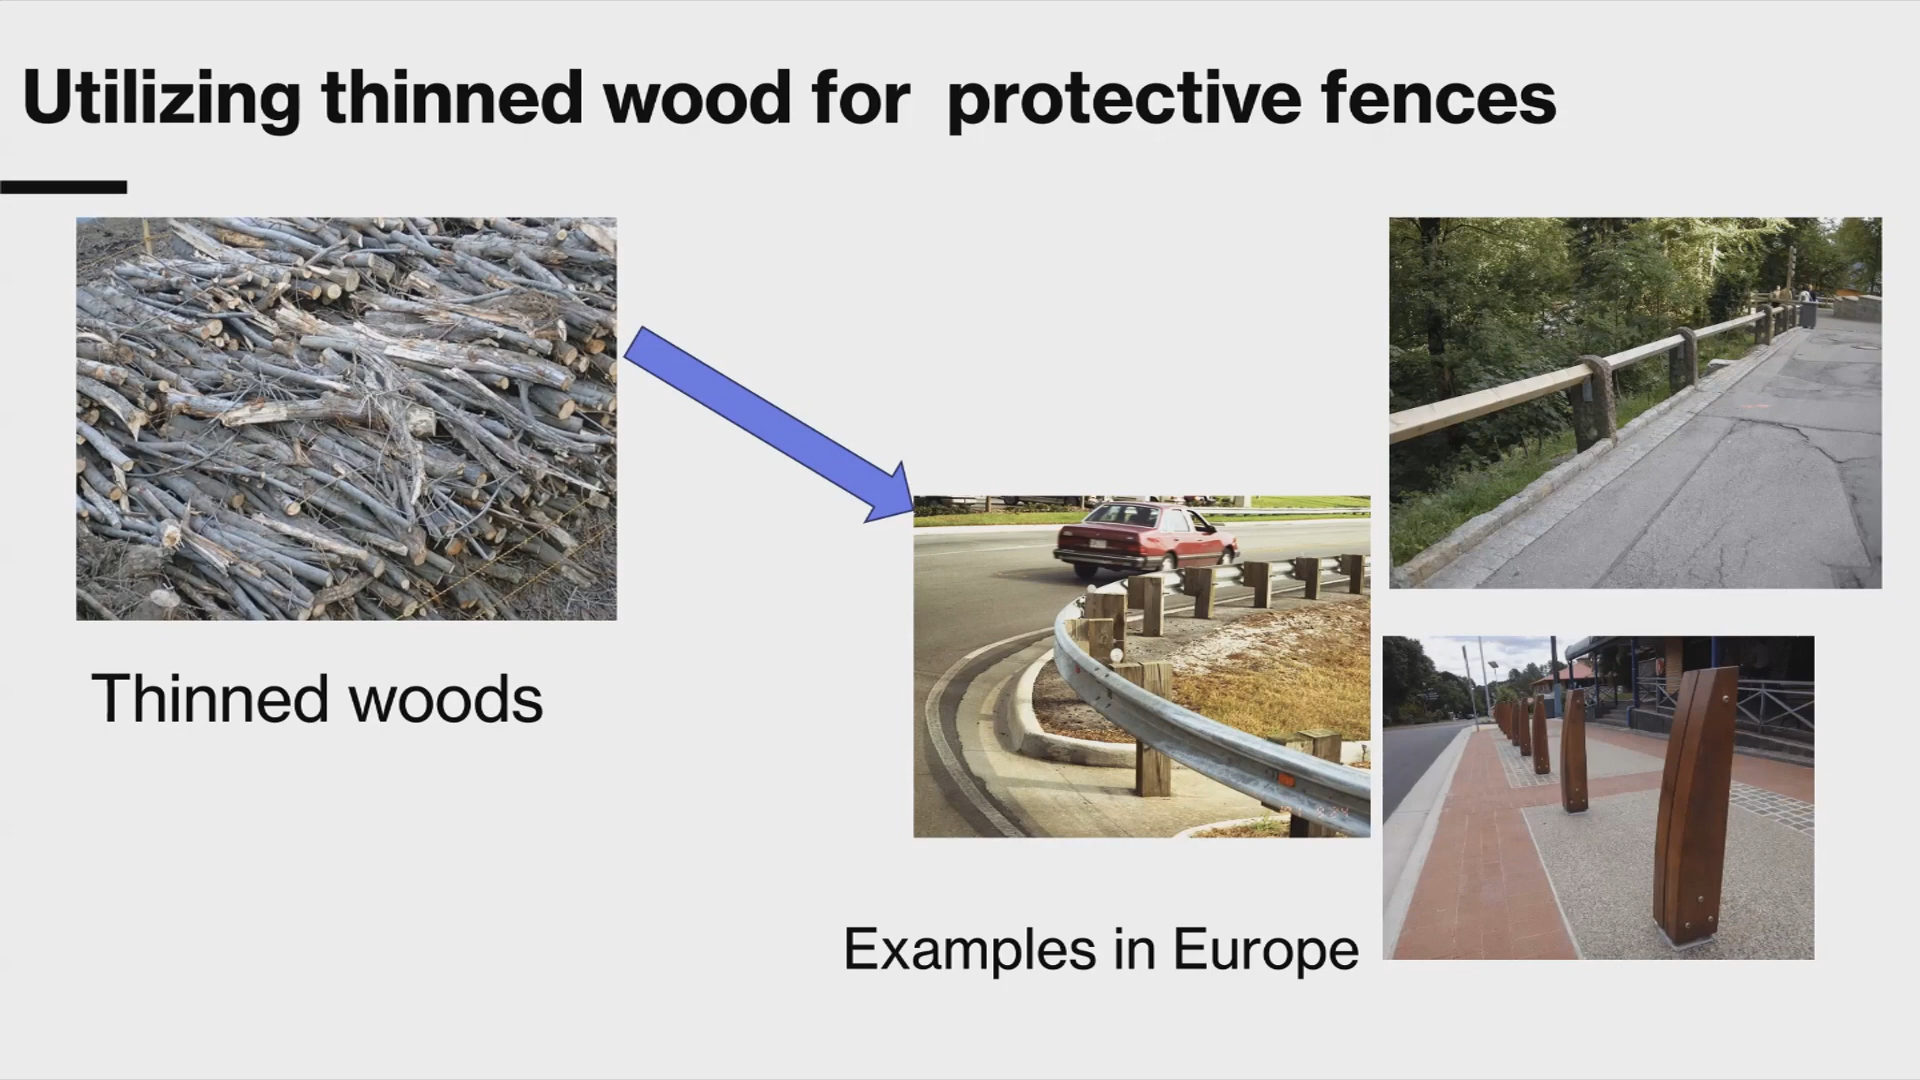 Utilizing thinned wood for protective fences
Thinned woods
Examples in Europe